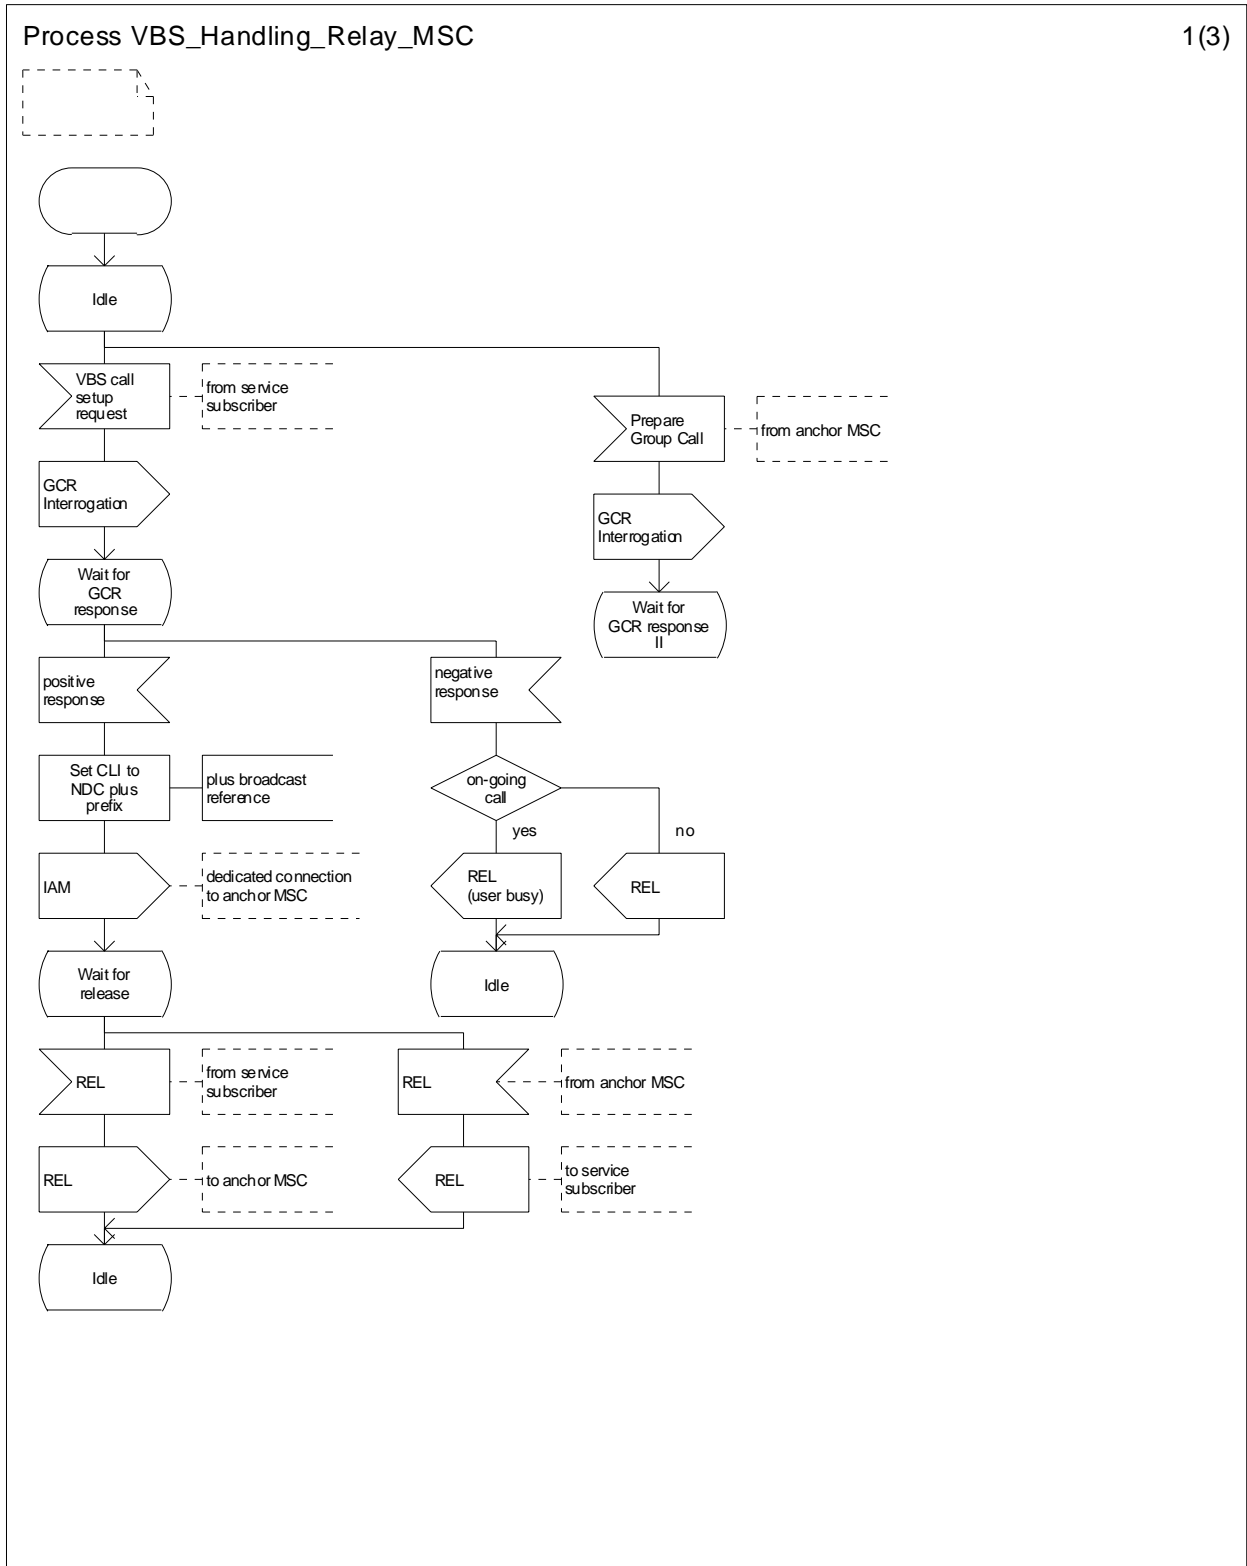 Process VBS_Handling_Relay_MSC
1(3)
Idle
VBS call
setup
request
from service
subscriber
Prepare
Group Call
from anchor MSC
GCR
Interrogation
GCR
Interrogation
Wait for
GCR
response
Wait for
GCR response
II
positive
response
negative
response
Set CLI to
NDC plus
prefix
plus broadcast
reference
on-going
call
yes
no
IAM
dedicated connection
to anchor MSC
REL
(user busy)
REL
Wait for
release
Idle
REL
from service
subscriber
REL
from anchor MSC
REL
to anchor MSC
REL
to service
subscriber
Idle